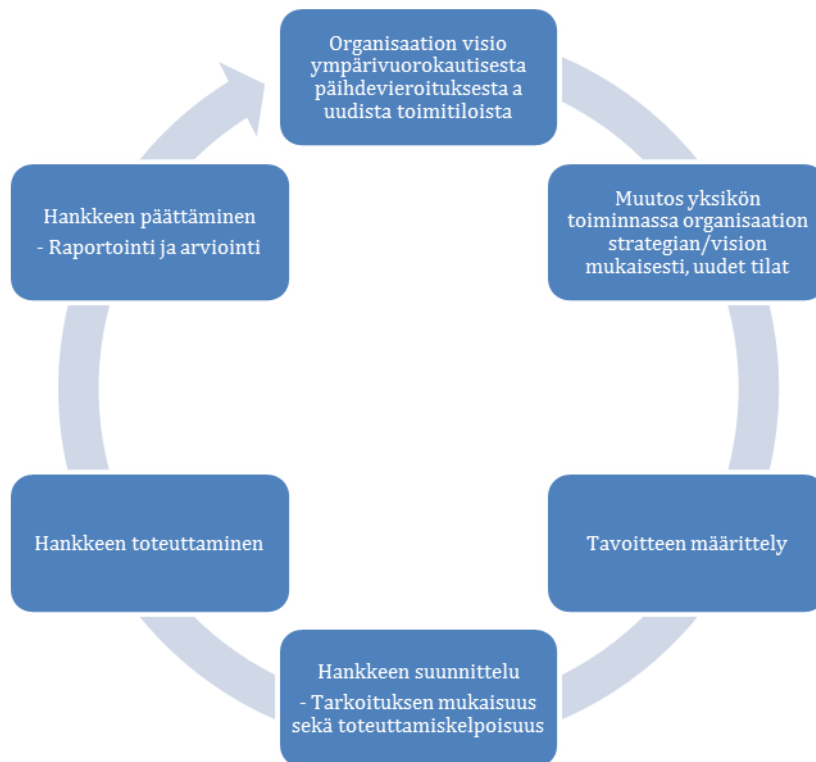 Organisaation visio
ympärivuorokautisesta
päihdevieroituksesta a
uudista toimitiloista
Muutos yksikön
toiminnassa organisaation
strategian/vision
mukaisesti, uudet tilat
Tavoitteen määrittely
Hankkeen suunnittelu
- Tarkoituksen mukaisuus
sekä toteuttamiskelpoisuus
Hankkeen toteuttaminen
Hankkeen päättäminen
- Raportointi ja arviointi